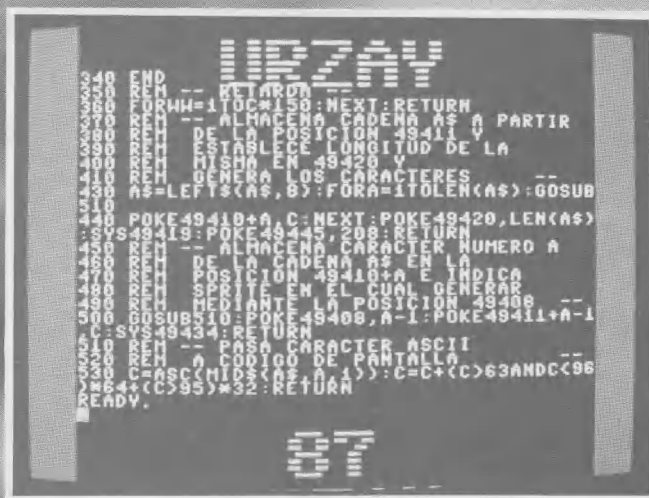 URZAY
340 END
350 REM -- RETARDA --
360 FORWW=1TOC*150:NEXT:RETURN
370 REM -- ALMACENA CADENA A$ A PARTIR
380 REM    DE LA POSICION 49411 Y
390 REM    ESTABLECE LONGITUD DE LA
400 REM    MISMA EN 49420 Y
410 REM    GENERA LOS CARACTERES       --
430 A$=LEFT$(A$,8):FORA=1TOLEN(A$):GOSUB
510
440 POKE49410+A,C:NEXT:POKE49420,LEN(A$)
:SYS49419:POKE49445,208:RETURN
450 REM -- ALMACENA CARACTER NUMERO A
460 REM    DE LA CADENA A$ EN LA
470 REM    POSICION 49410+A E INDICA
480 REM    SPRITE EN EL CUAL GENERAR
490 REM    MEDIANTE LA POSICION 49408  --
500 GOSUB510:POKE49408,A-1:POKE49411+A-1
,C:SYS49434:RETURN
510 REM -- PASA CARACTER ASCII
520 REM    A CODIGO DE PANTALLA        --
530 C=ASC(MID$(A$,A,1)):C=C+(C>63ANDC<96
)*64+(C>95)*32:RETURN
READY.
87